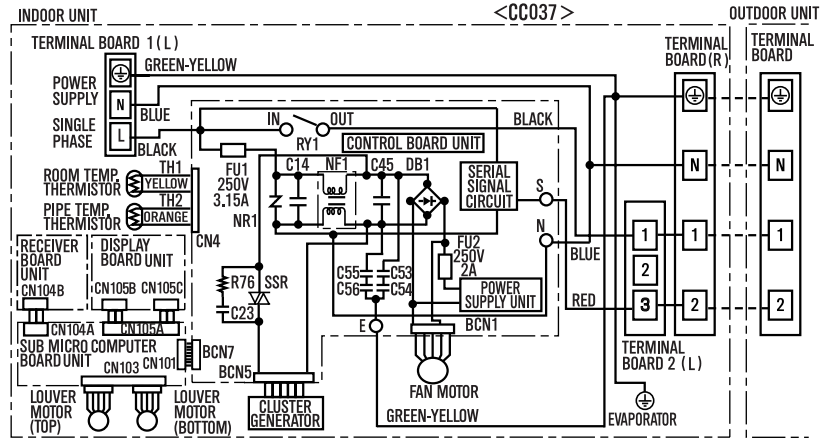 INDOOR UNIT
<CC037>
OUTDOOR UNIT
TERMINAL BOARD 1(L)
GREEN-YELLOW
POWER
SUPPLY
SINGLE
PHASE
N
L
BLUE
BLACK
IN
OUT
RY1
BLACK
TERMINAL
BOARD(R)
TERMINAL
BOARD
N
N
CONTROL BOARD UNIT
FU1
250V
3.15A
C14
NF1
C45
DB1
SERIAL
SIGNAL
CIRCUIT
S
N
BLUE
ROOM TEMP.
THERMISTOR
TH1
YELLOW
PIPE TEMP.
THERMISTOR
TH2
ORANGE
CN4
NR1
FU2
250V
2A
1
2
3
1
2
1
2
RECEIVER
BOARD
UNIT
CN104B
DISPLAY
BOARD UNIT
CN105B
CN105C
R76
SSR
C23
C55
C56
C53
C54
POWER
SUPPLY UNIT
RED
CN104A
CN105A
SUB MICRO COMPUTER
BOARD UNIT
CN101
BCN7
CN103
BCN5
E
BCN1
TERMINAL
BOARD 2 (L)
LOUVER
MOTOR
(TOP)
LOUVER
MOTOR
(BOTTOM)
CLUSTER
GENERATOR
FAN MOTOR
GREEN-YELLOW
EVAPORATOR